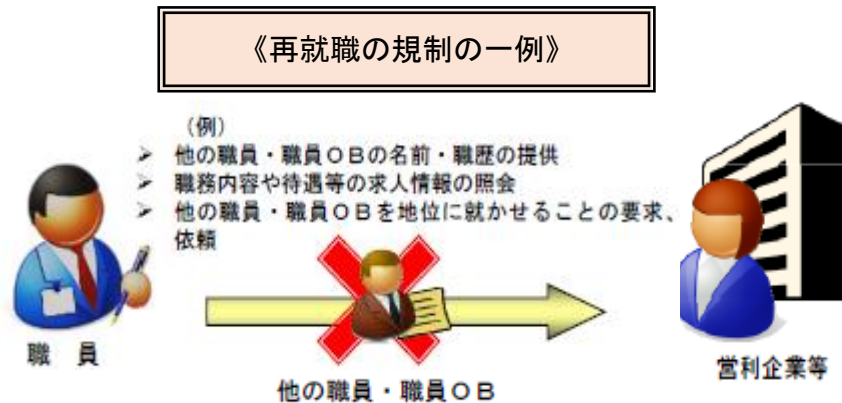 《再就職の規制の一例》
（例）
➢ 他の職員・職員ＯＢの名前・職歴の提供
➢ 職務内容や待遇等の求人情報の照会
➢ 他の職員・職員ＯＢを地位に就かせることの要求、
依頼
職　員
他の職員・職員ＯＢ
営利企業等